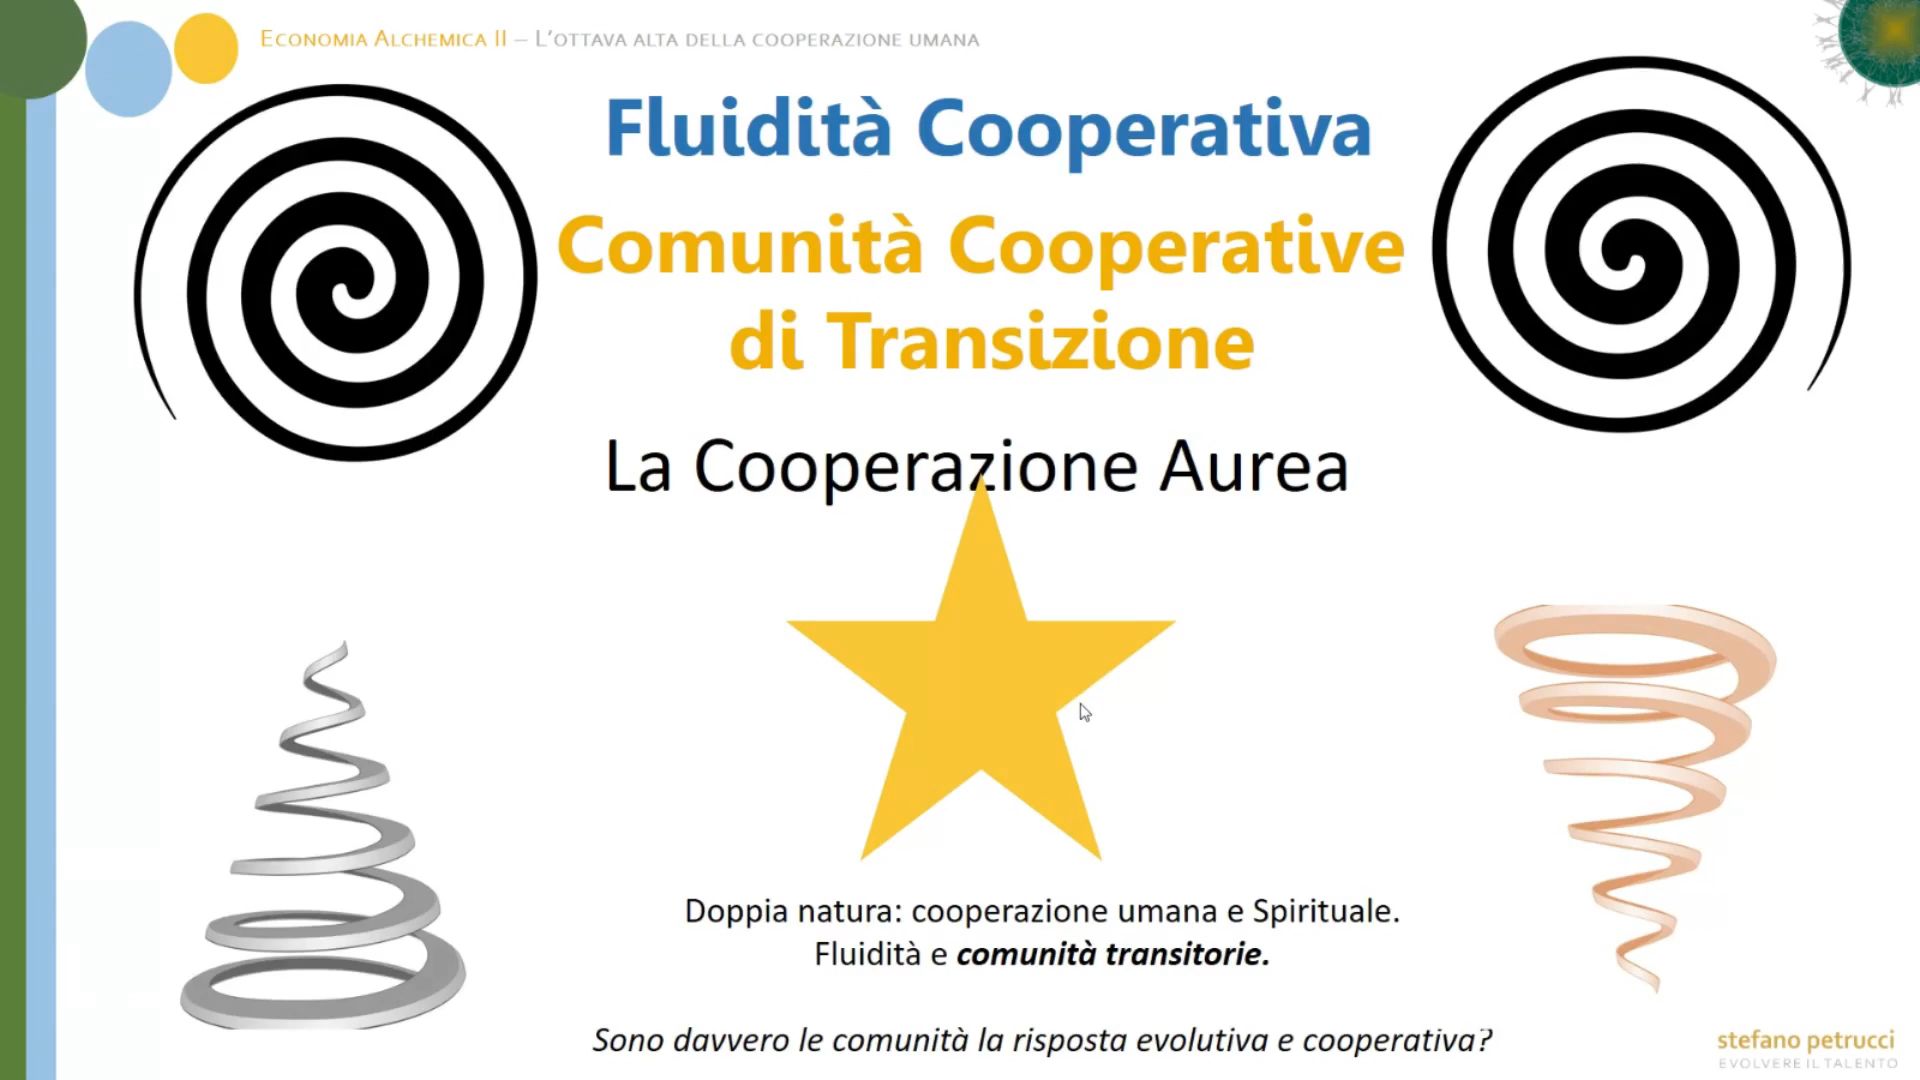 Economia Alchemica II – L'ottava alta della cooperazione umana
Fluidità Cooperativa
Comunità Cooperative
di Transizione
La Cooperazione Aurea
Doppia natura: cooperazione umana e Spirituale.
Fluidità e comunità transitorie.
Sono davvero le comunità la risposta evolutiva e cooperativa?
stefano petrucci
EVOLVERE IL TALENTO